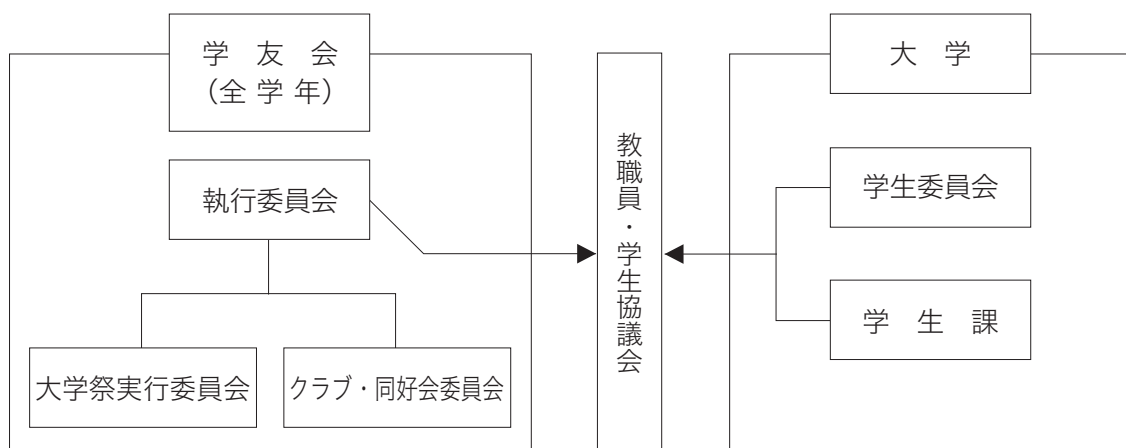 学友会
(全学年)
執行委員会
大学祭実行委員会
クラブ・同好会委員会
教職員・学生協議会
大学
学生委員会
学生課